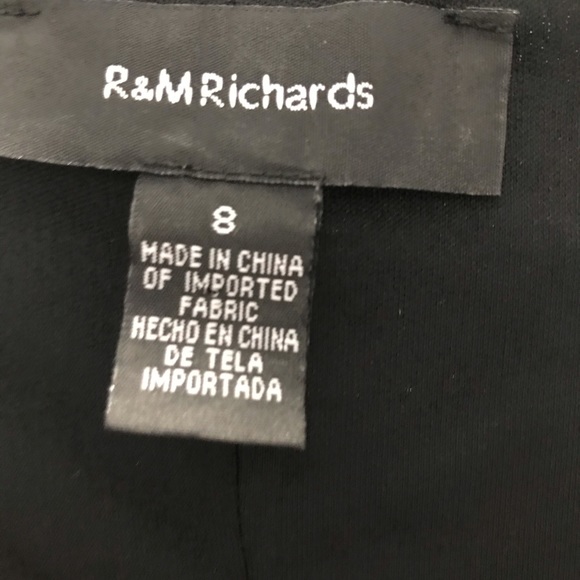 R&M Richards
8
MADE IN CHINA
OF IMPORTED
FABRIC
HECHO EN CHINA
DE TELA
IMPORTADA